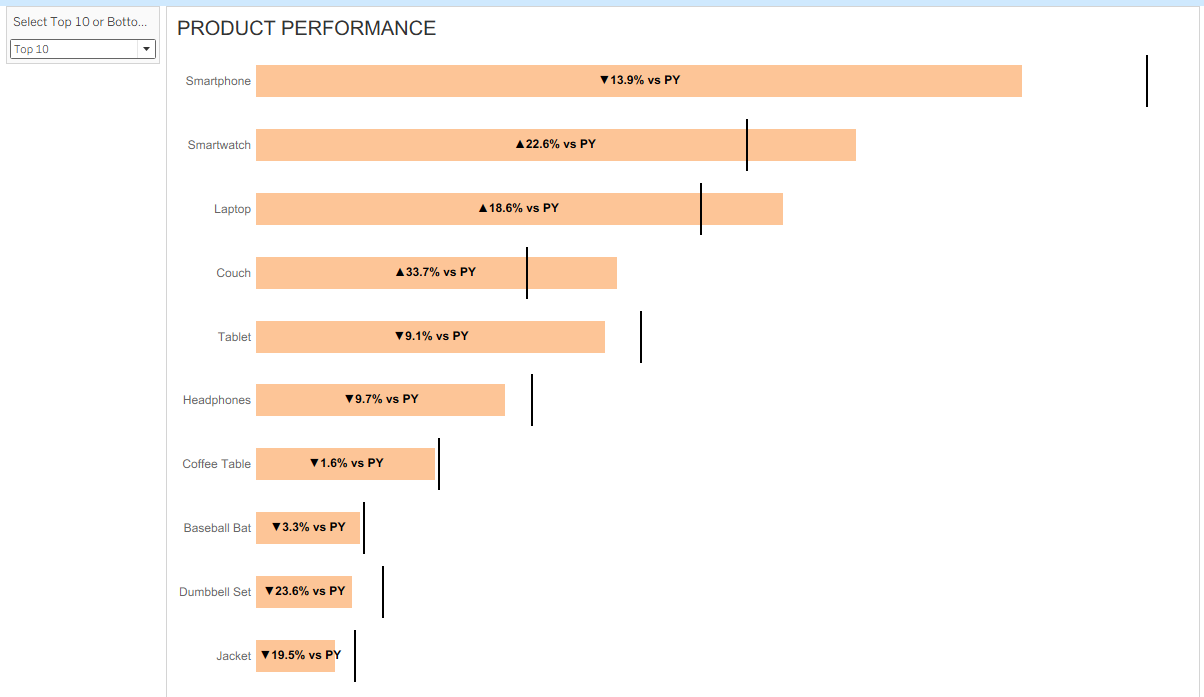 Select Top 10 or Botto...
Top 10
PRODUCT PERFORMANCE
Smartphone ▼13.9% vs PY
Smartwatch ▲22.6% vs PY
Laptop ▲18.6% vs PY
Couch ▲33.7% vs PY
Tablet ▼9.1% vs PY
Headphones ▼9.7% vs PY
Coffee Table ▼1.6% vs PY
Baseball Bat ▼3.3% vs PY
Dumbbell Set ▼23.6% vs PY
Jacket ▼19.5% vs PY